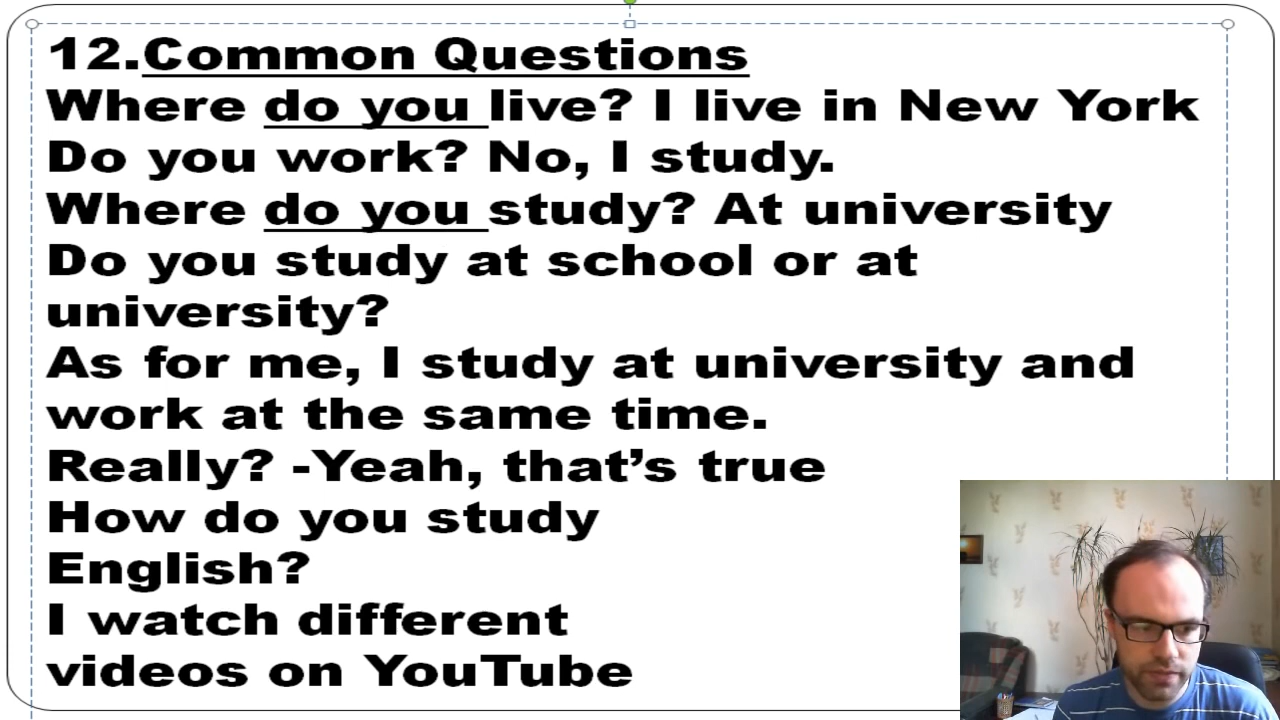 12.Common Questions
Where do you live? I live in New York
Do you work? No, I study.
Where do you study? At university
Do you study at school or at
university?
As for me, I study at university and
work at the same time.
Really? -Yeah, that’s true
How do you study
English?
I watch different
videos on YouTube